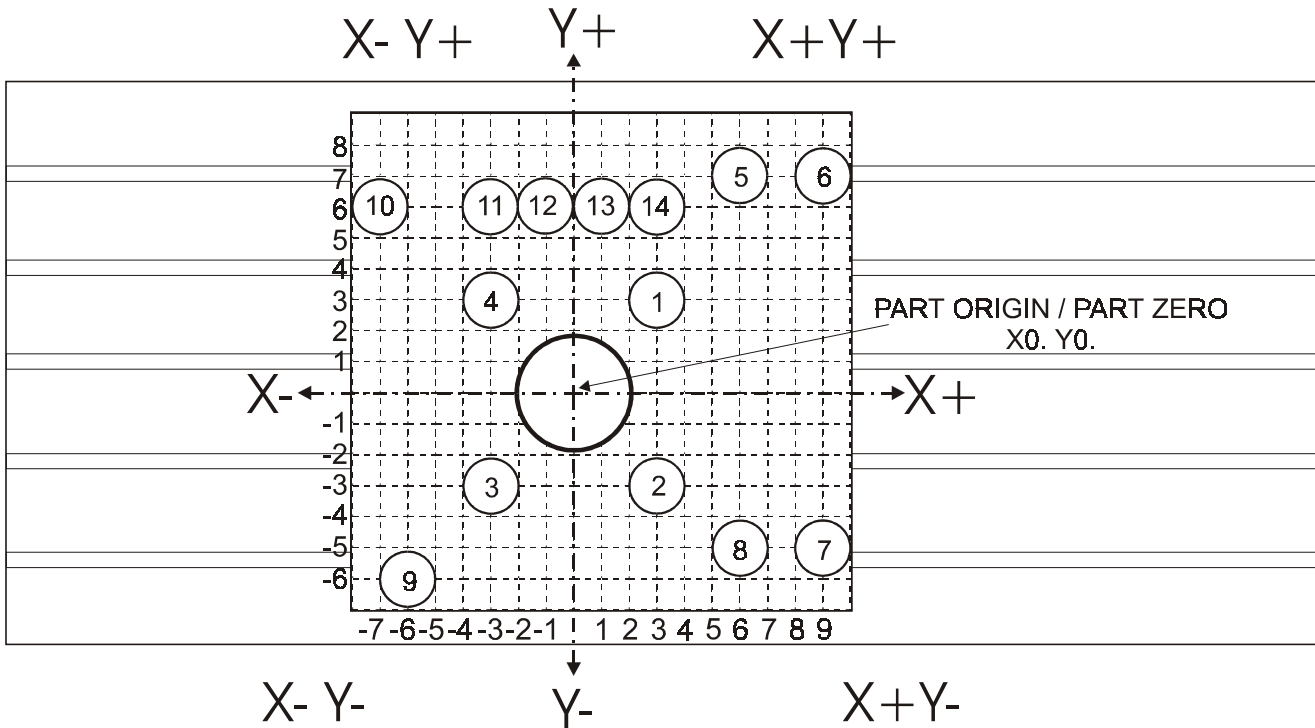 X- Y+ Y+ X+Y+
8
7 5 6
6 10 11 12 13 14
5
4
3 4 1
2 PART ORIGIN / PART ZERO
X0. Y0.
1
X- X+
-1
-2
-3 3 2
-4
-5 8 7
-6 9
-7 -6 -5 -4 -3 -2 -1 1 2 3 4 5 6 7 8 9
X- Y- Y- X+Y-